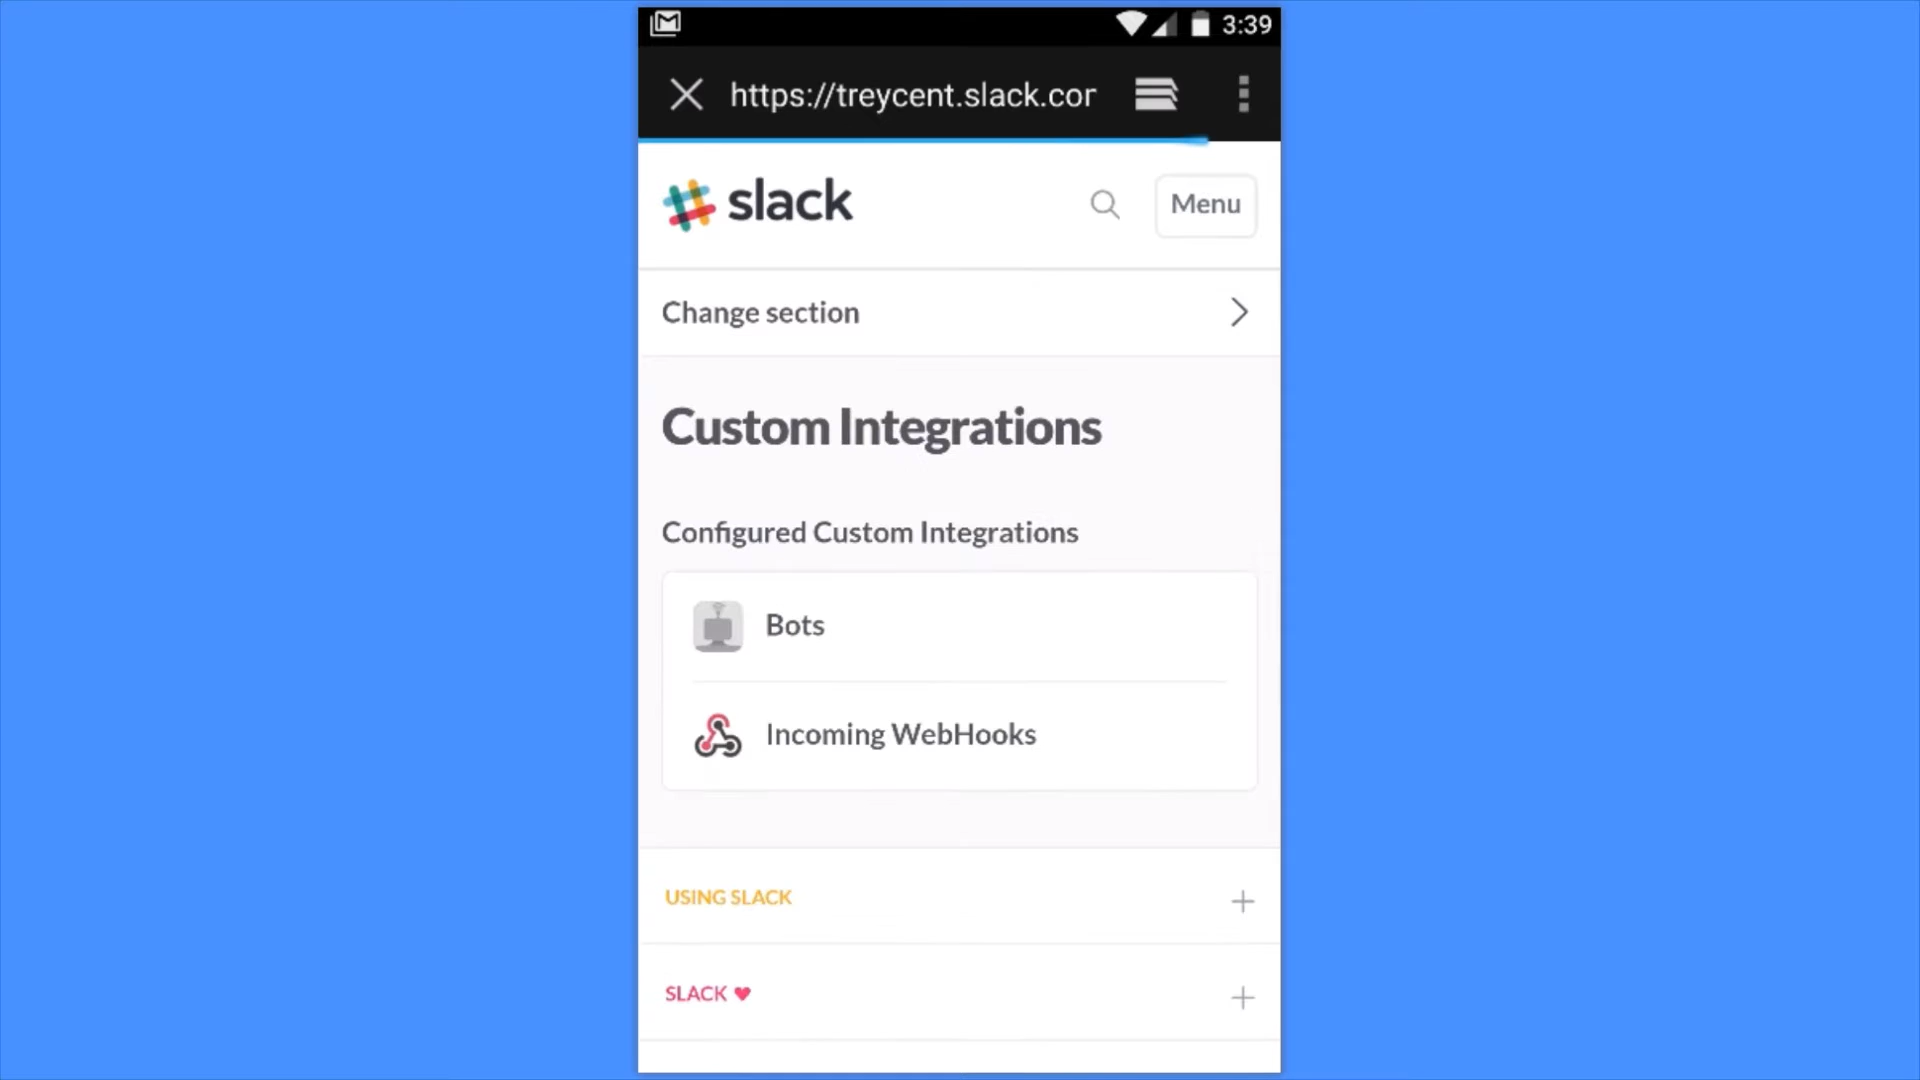 3:39
https://treycent.slack.cor
slack
Menu
Change section
Custom Integrations
Configured Custom Integrations
Bots
Incoming WebHooks
USING SLACK
SLACK ♥